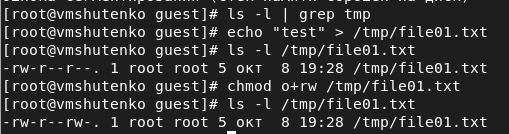 [root@vmshutenko guest]# ls -l | grep tmp
[root@vmshutenko guest]# echo "test" > /tmp/file01.txt
[root@vmshutenko guest]# ls -l /tmp/file01.txt
-rw-r--r--. 1 root root 5 окт  8 19:28 /tmp/file01.txt
[root@vmshutenko guest]# chmod o+rw /tmp/file01.txt
[root@vmshutenko guest]# ls -l /tmp/file01.txt
-rw-r--rw-. 1 root root 5 окт  8 19:28 /tmp/file01.txt